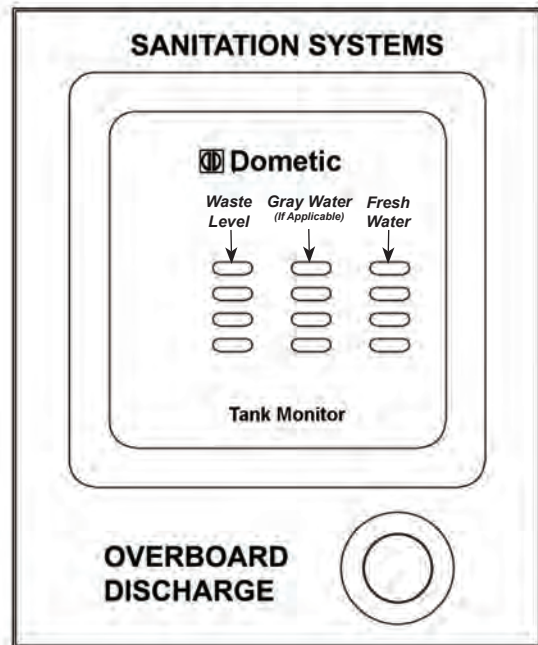 SANITATION SYSTEMS
Dometic
Waste Level
Gray Water
(If Applicable)
Fresh Water
Tank Monitor
OVERBOARD
DISCHARGE